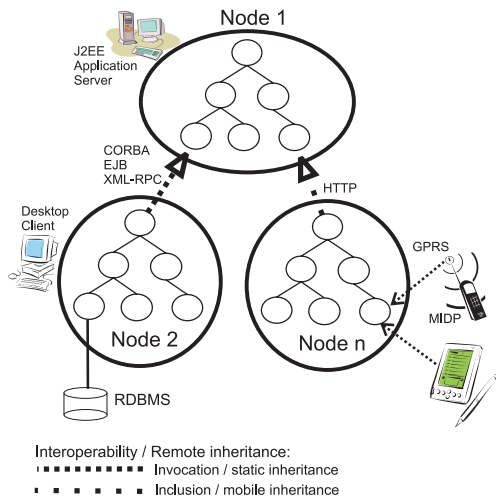 Node 1
J2EE
Application
Server
CORBA
EJB
XML-RPC
HTTP
Desktop
Client
GPRS
MIDP
Node 2
Node n
RDBMS
Interoperability / Remote inheritance:
Invocation / static inheritance
Inclusion / mobile inheritance